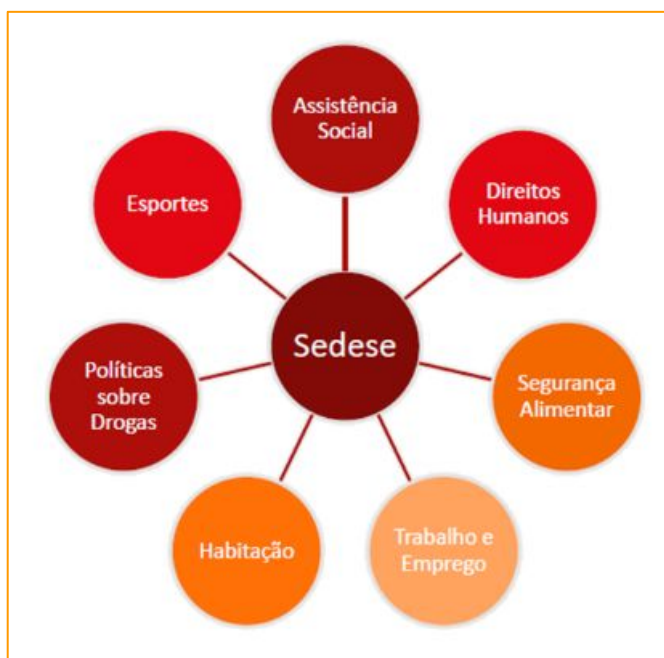 Assistência
Social
Esportes
Direitos
Humanos
Sedese
Políticas
sobre
Drogas
Segurança
Alimentar
Habitação
Trabalho e
Emprego